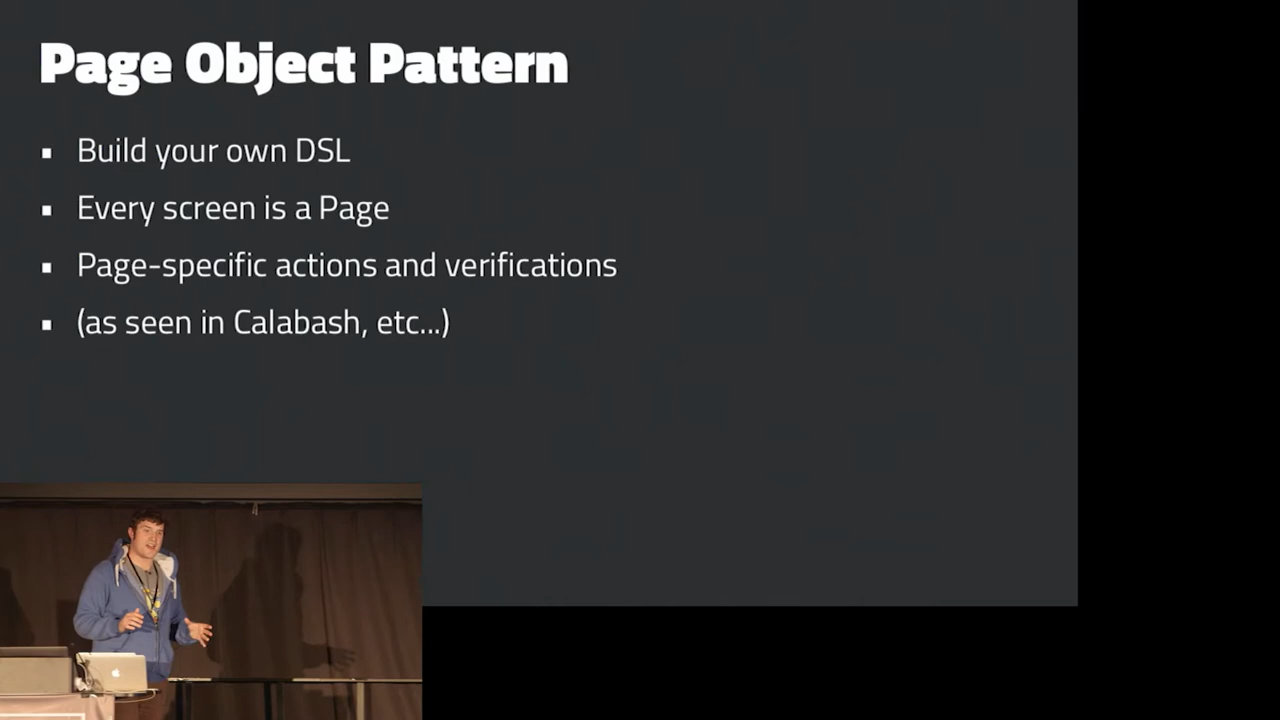 Page Object Pattern
▪ Build your own DSL
▪ Every screen is a Page
▪ Page-specific actions and verifications
▪ (as seen in Calabash, etc...)